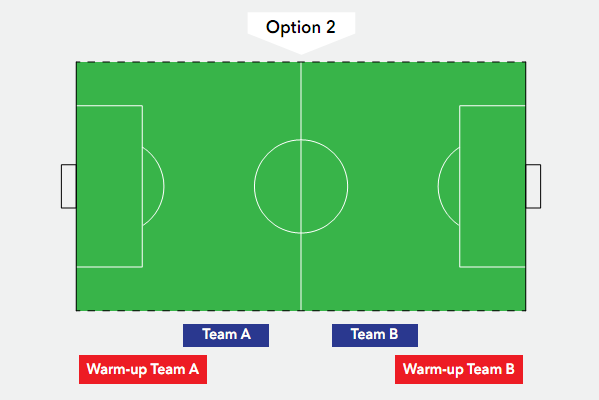 Option 2
Team A
Team B
Warm-up Team A
Warm-up Team B